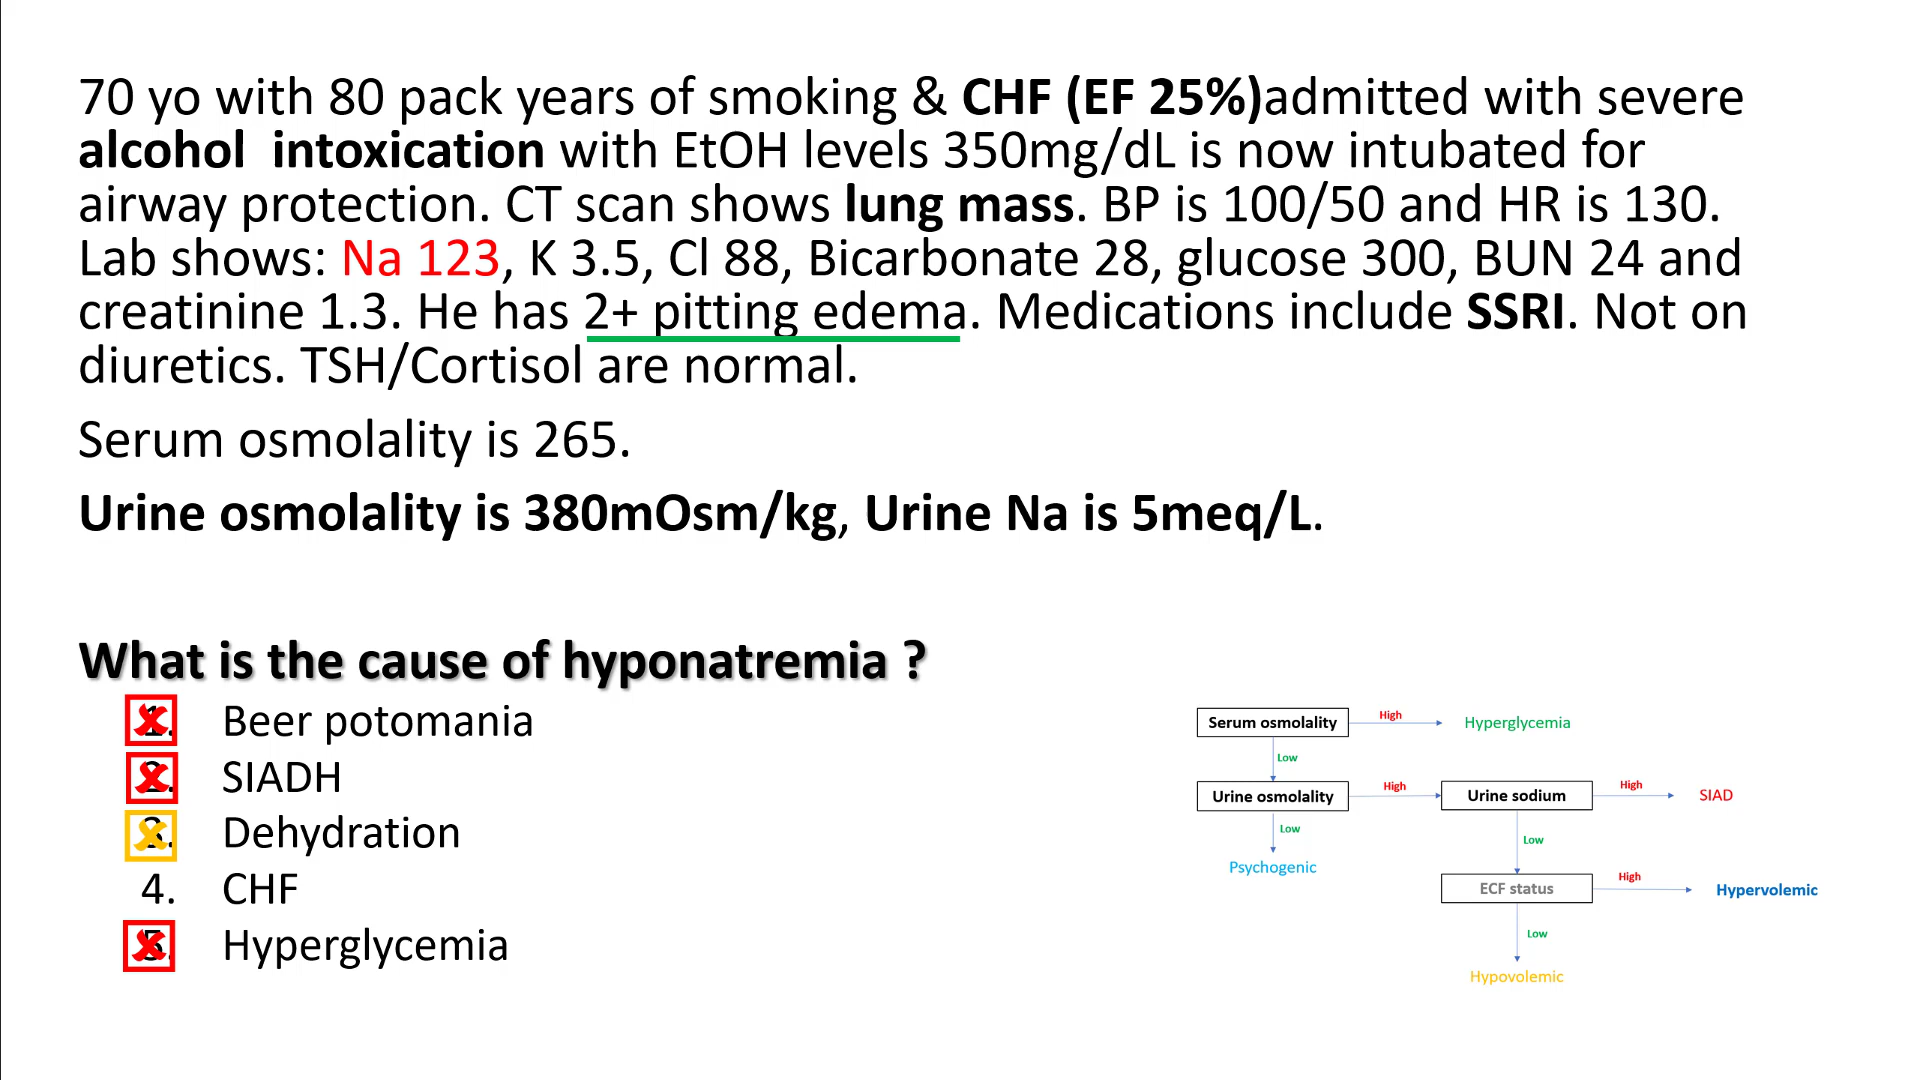 70 yo with 80 pack years of smoking & CHF (EF 25%)admitted with severe
alcohol intoxication with EtOH levels 350mg/dL is now intubated for
airway protection. CT scan shows lung mass. BP is 100/50 and HR is 130.
Lab shows: Na 123, K 3.5, Cl 88, Bicarbonate 28, glucose 300, BUN 24 and
creatinine 1.3. He has 2+ pitting edema. Medications include SSRI. Not on
diuretics. TSH/Cortisol are normal.
Serum osmolality is 265.
Urine osmolality is 380mOsm/kg, Urine Na is 5meq/L.
What is the cause of hyponatremia ?
1. Beer potomania
2. SIADH
3. Dehydration
4. CHF
5. Hyperglycemia
Serum osmolality High Hyperglycemia
Low
Urine osmolality High Urine sodium High SIAD
Low Low
Psychogenic
ECF status High Hypervolemic
Low
Hypovolemic